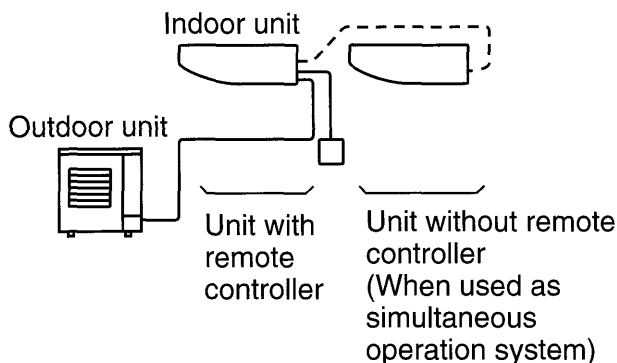 Indoor unit
Outdoor unit
Unit with
remote
controller
Unit without remote
controller
(When used as
simultaneous
operation system)